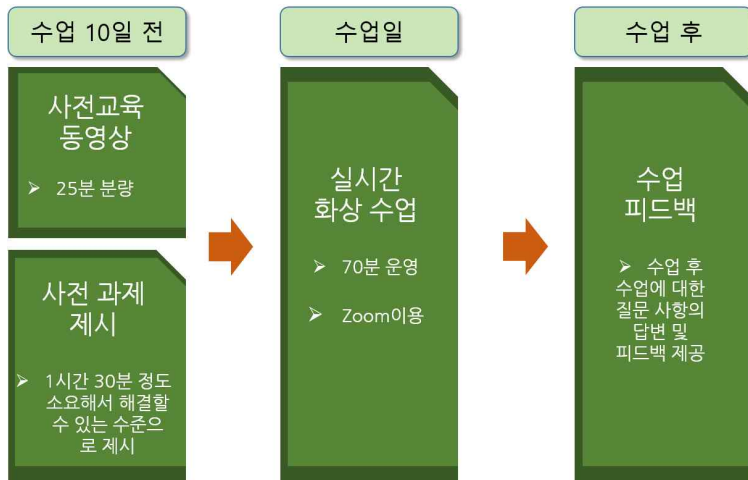 수업 10일 전
사전교육
동영상
➢ 25분 분량
사전 과제
제시
➢ 1시간 30분 정도
소요해서 해결할
수 있는 수준으
로 제시
수업일
실시간
화상 수업
➢ 70분 운영
➢ Zoom이용
수업 후
수업
피드백
➢ 수업 후
수업에 대한
질문 사항의
답변 및
피드백 제공